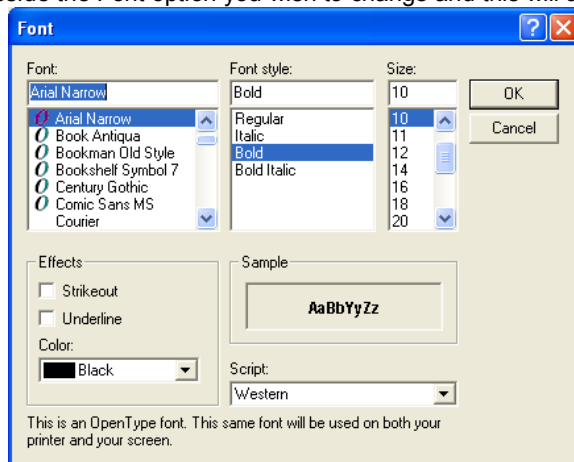 Font
Font:
Font style:
Size:
Arial Narrow
Bold
10
OK
Cancel
Arial Narrow
Book Antiqua
Bookman Old Style
Bookshelf Symbol 7
Century Gothic
Comic Sans MS
Courier
Regular
Italic
Bold
Bold Italic
10
11
12
14
16
18
20
Effects
Strikeout
Underline
Color:
Black
Sample
AaBbYyZz
Script:
Western
This is an OpenType font. This same font will be used on both your
printer and your screen.